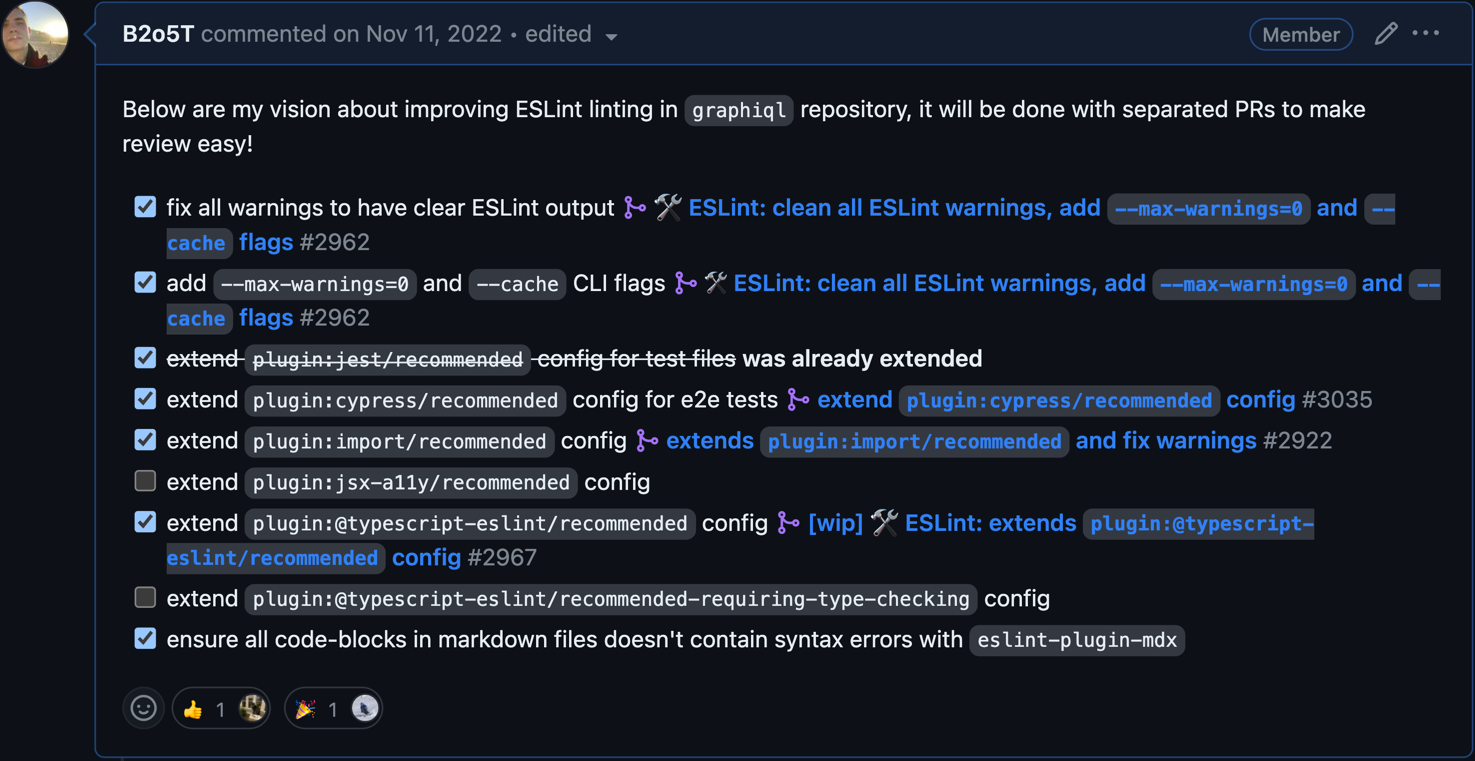 B2o5T commented on Nov 11, 2022 • edited
Member
Below are my vision about improving ESLint linting in graphiql repository, it will be done with separated PRs to make
review easy!
fix all warnings to have clear ESLint output 🛠️ ESLint: clean all ESLint warnings, add --max-warnings=0 and --
cache flags #2962
add --max-warnings=0 and --cache CLI flags 🛠️ ESLint: clean all ESLint warnings, add --max-warnings=0 and --
cache flags #2962
extend plugin:jest/recommended config for test files was already extended
extend plugin:cypress/recommended config for e2e tests extend plugin:cypress/recommended config #3035
extend plugin:import/recommended config extends plugin:import/recommended and fix warnings #2922
extend plugin:jsx-a11y/recommended config
extend plugin:@typescript-eslint/recommended config [wip] 🛠️ ESLint: extends plugin:@typescript-
eslint/recommended config #2967
extend plugin:@typescript-eslint/recommended-requiring-type-checking config
ensure all code-blocks in markdown files doesn't contain syntax errors with eslint-plugin-mdx
👍 1 🎉 1